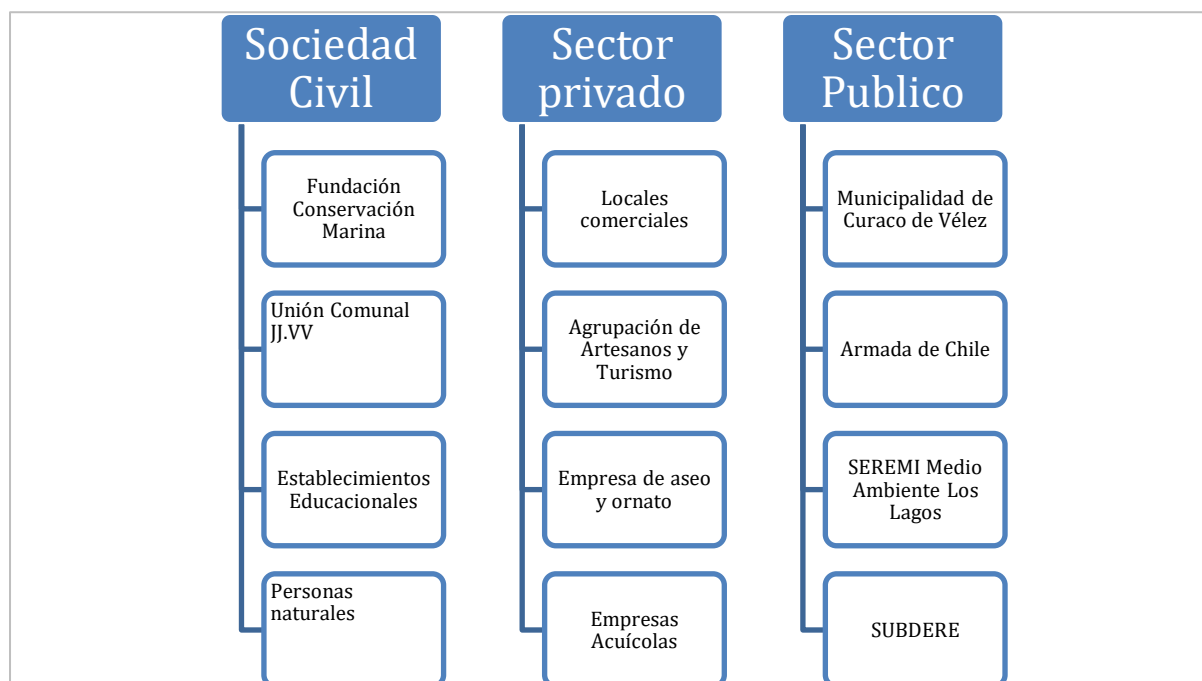 Sociedad
Civil
Fundación
Conservación
Marina
Unión Comunal
JJ.VV
Establecimientos
Educacionales
Personas
naturales
Sector
privado
Locales
comerciales
Agrupación de
Artesanos y
Turismo
Empresa de aseo
y ornato
Empresas
Acuícolas
Sector
Publico
Municipalidad de
Curaco de Vélez
Armada de Chile
SEREMI Medio
Ambiente Los
Lagos
SUBDERE